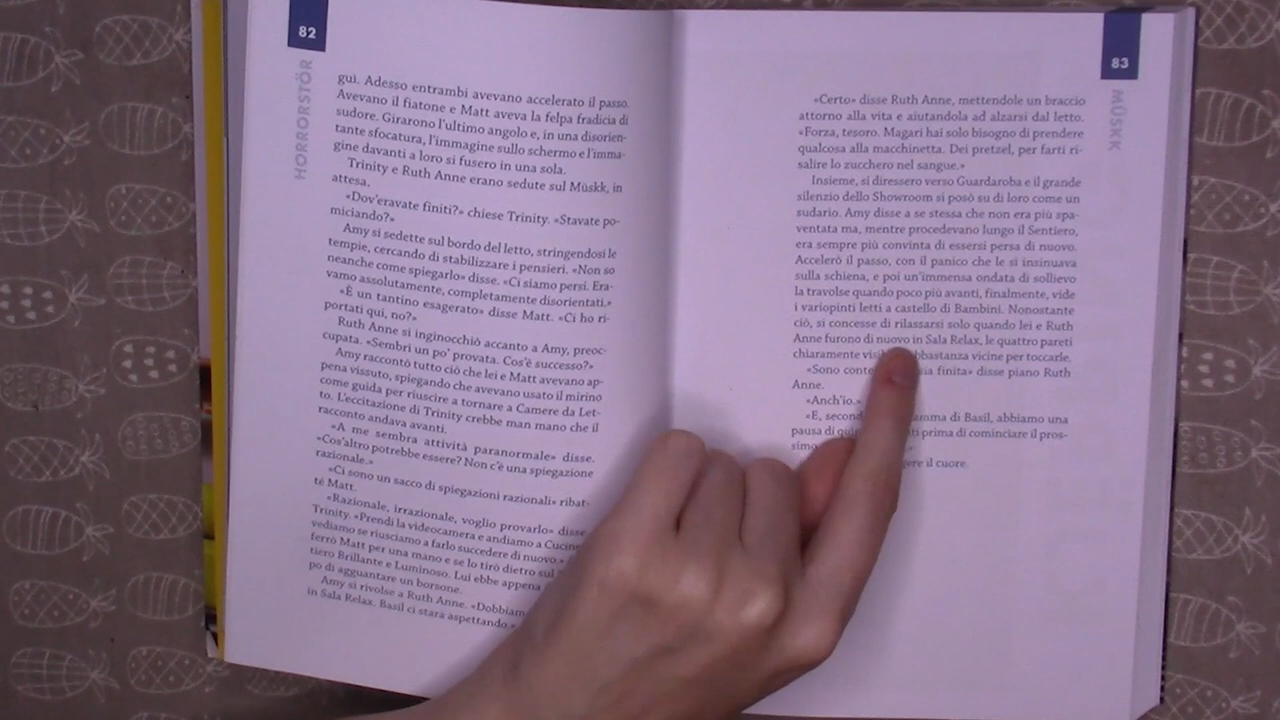 82
HORRORSTÖR
gui. Adesso entrambi avevano accelerato il passo.
Avevano il fiatone e Matt aveva la felpa fradicia di
sudore. Girarono l'ultimo angolo e, in una disorien-
tante sfocatura, l'immagine sullo schermo e l'imma-
gine davanti a loro si fusero in una sola.
Trinity e Ruth Anne erano sedute sul Müskk, in
attesa.
«Dov'eravate finiti?» chiese Trinity. «Stavate po-
miciando?»
Amy si sedette sul bordo del letto, stringendosi le
tempie, cercando di stabilizzare i pensieri. «Non so
neanche come spiegarlo» disse. «Ci siamo persi. Era-
vamo assolutamente, completamente disorientati.»
«È un tantino esagerato» disse Matt. «Ci ho ri-
portati qui, no?»
Ruth Anne si inginocchiò accanto a Amy, preoc-
cupata. «Sembri un po' provata. Cos'è successo?»
Amy raccontò tutto ciò che lei e Matt avevano ap-
pena vissuto, spiegando che avevano usato il mirino
come guida per riuscire a tornare a Camere da Let-
to. L'eccitazione di Trinity crebbe man mano che il
racconto andava avanti.
«A me sembra attività paranormale» disse.
«Cos'altro potrebbe essere? Non c'è una spiegazione
razionale.»
«Ci sono un sacco di spiegazioni razionali» ribat-
té Matt.
«Razionale, irrazionale, voglio provarlo» disse
Trinity. «Prendi la videocamera e andiamo a Cucine
vediamo se riusciamo a farlo succedere di nuovo.»
ferrò Matt per una mano e se lo tirò dietro sul
tiero Brillante e Luminoso. Lui ebbe appena
po di agguantare un borsone.
Amy si rivolse a Ruth Anne. «Dobbiam
in Sala Relax. Basil ci starà aspettando.»
83
MÜSKK
«Certo» disse Ruth Anne, mettendole un braccio
attorno alla vita e aiutandola ad alzarsi dal letto.
«Forza, tesoro. Magari hai solo bisogno di prendere
qualcosa alla macchinetta. Dei pretzel, per farti ri-
salire lo zucchero nel sangue.»
Insieme, si diressero verso Guardaroba e il grande
silenzio dello Showroom si posò su di loro come un
sudario. Amy disse a se stessa che non era più spa-
ventata ma, mentre procedevano lungo il Sentiero,
era sempre più convinta di essersi persa di nuovo.
Accelerò il passo, con il panico che le si insinuava
sulla schiena, e poi un'immensa ondata di sollievo
la travolse quando poco più avanti, finalmente, vide
i variopinti letti a castello di Bambini. Nonostante
ciò, si concesse di rilassarsi solo quando lei e Ruth
Anne furono di nuovo in Sala Relax, le quattro pareti
chiaramente visi abbastanza vicine per toccarle.
«Sono conte ia finita» disse piano Ruth
Anne.
«Anch'io.»
«E, second amma di Basil, abbiamo una
pausa di qui ti prima di cominciare il pros-
simo
ere il cuore.